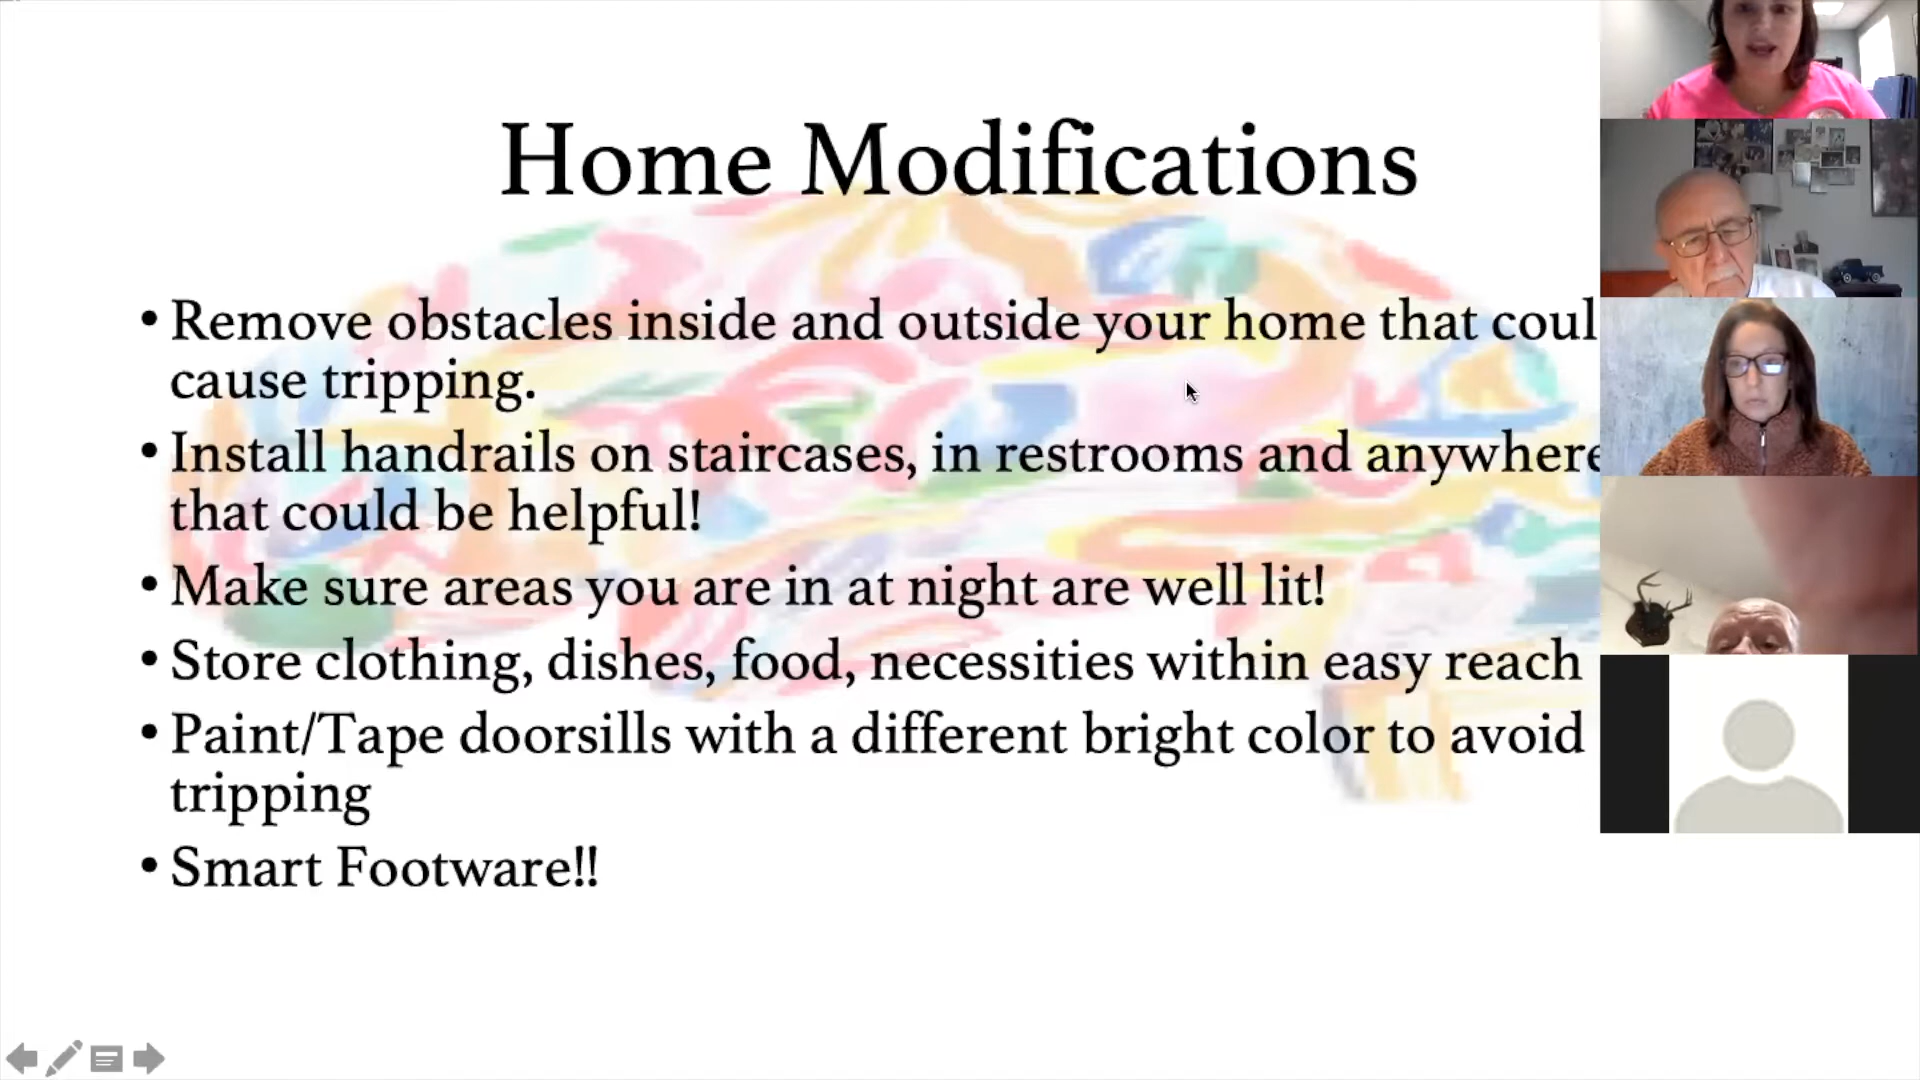 Home Modifications
• Remove obstacles inside and outside your home that coul
cause tripping.
• Install handrails on staircases, in restrooms and anywhere
that could be helpful!
• Make sure areas you are in at night are well lit!
• Store clothing, dishes, food, necessities within easy reach
• Paint/Tape doorsills with a different bright color to avoid
tripping
• Smart Footware!!